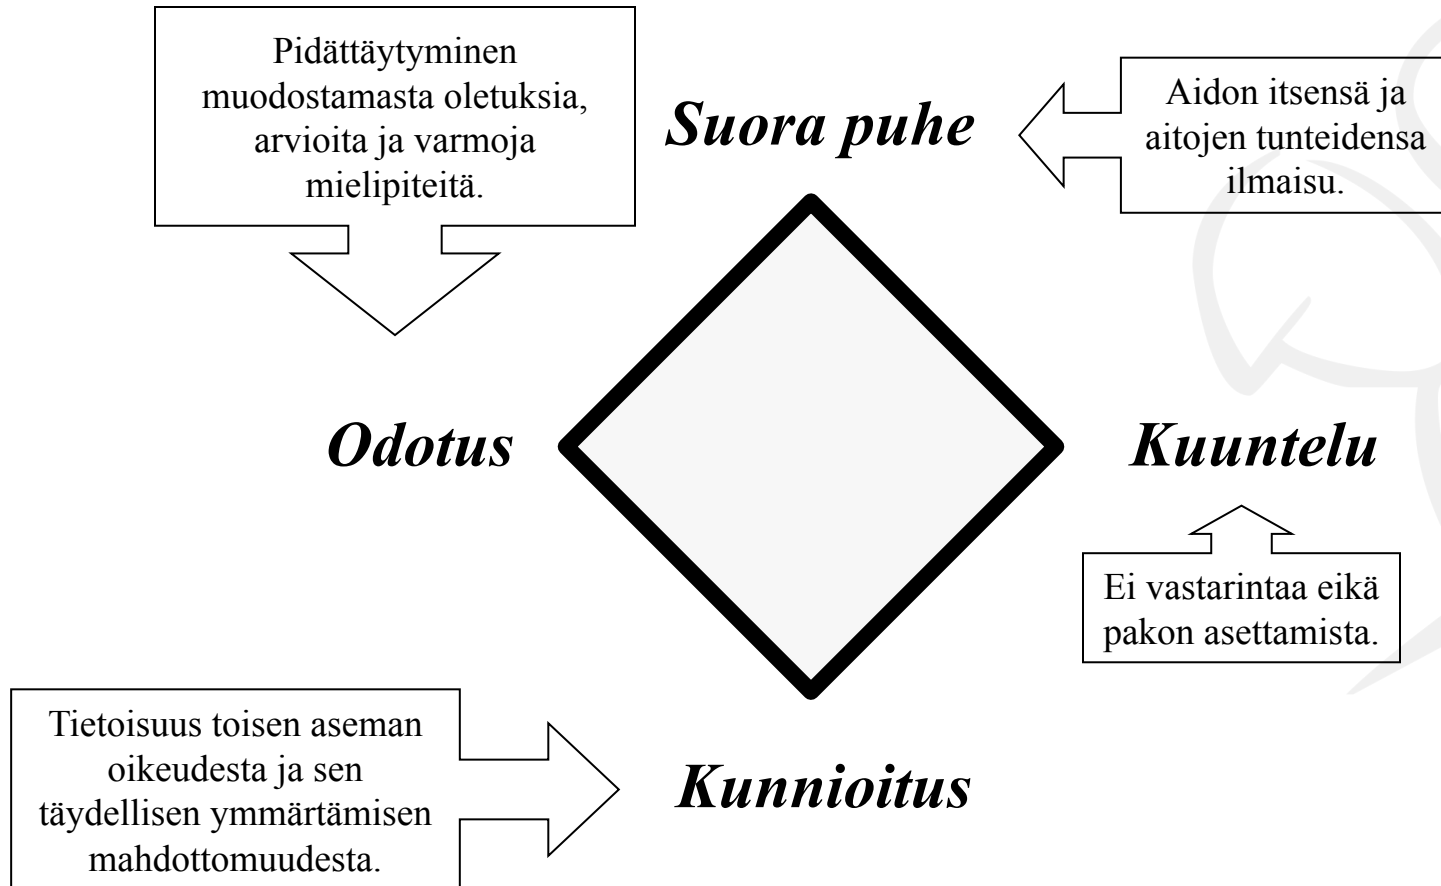 Pidättäytyminen
muodostamasta oletuksia,
arvioita ja varmoja
mielipiteitä.
Suora puhe
Aidon itsensä ja
aitojen tunteidensa
ilmaisu.
Odotus
Kuuntelu
Ei vastarintaa eikä
pakon asettamista.
Tietoisuus toisen aseman
oikeudesta ja sen
täydellisen ymmärtämisen
mahdottomuudesta.
Kunnioitus